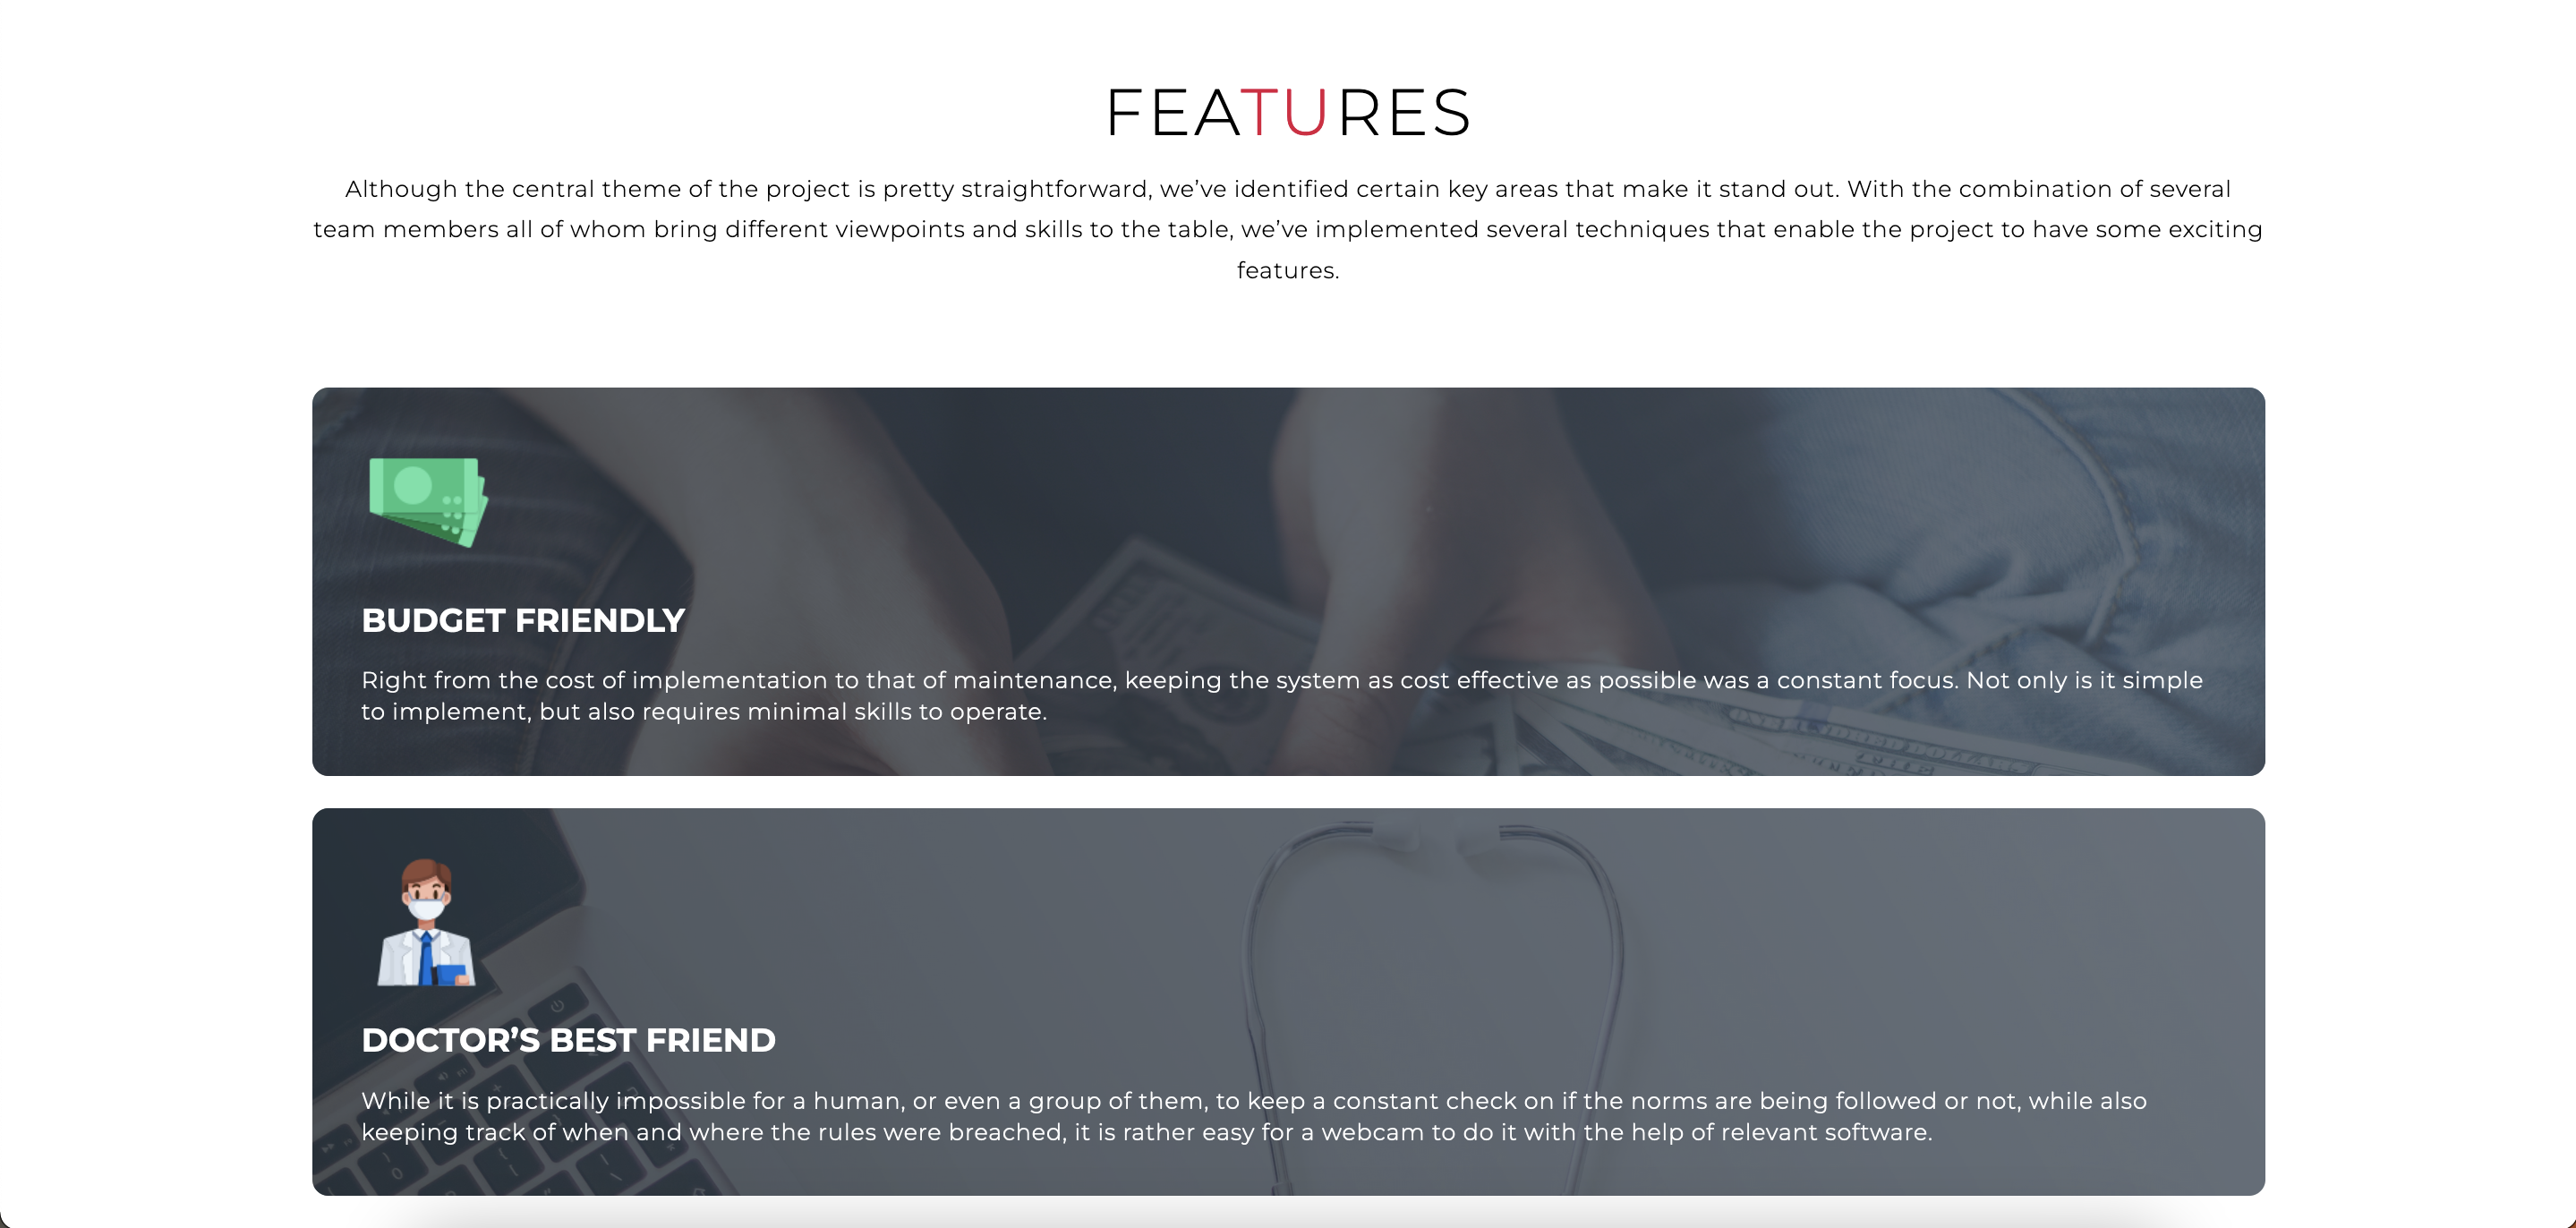 FEATURES
Although the central theme of the project is pretty straightforward, we’ve identified certain key areas that make it stand out. With the combination of several
team members all of whom bring different viewpoints and skills to the table, we’ve implemented several techniques that enable the project to have some exciting
features.
BUDGET FRIENDLY
Right from the cost of implementation to that of maintenance, keeping the system as cost effective as possible was a constant focus. Not only is it simple
to implement, but also requires minimal skills to operate.
DOCTOR’S BEST FRIEND
While it is practically impossible for a human, or even a group of them, to keep a constant check on if the norms are being followed or not, while also
keeping track of when and where the rules were breached, it is rather easy for a webcam to do it with the help of relevant software.